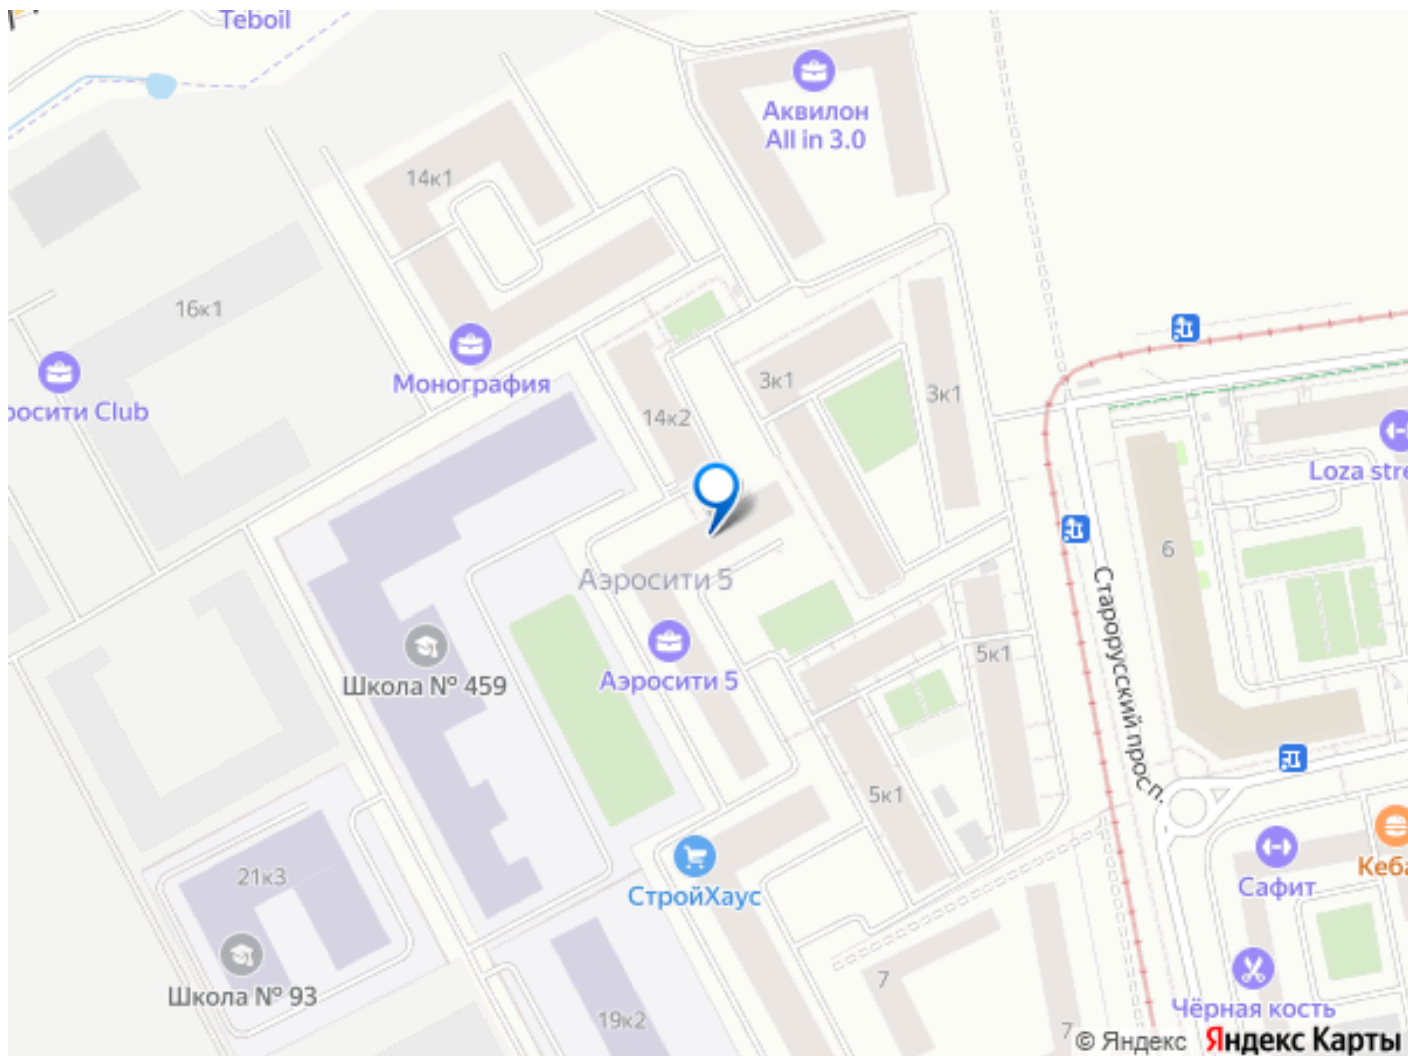 Teboil
Аквилон
All in 3.0
14к1
16к1
Монография
росити Club
3к1
3к1
14к2
Loza stre
6
Аэросити 5
Старорусский просп.
Школа № 459
Аэросити 5
5к1
5к1
21к3
СтройХаус
Сафит
Кеба
Школа № 93
7
Чёрная кость
19к2
7
© Яндекс Яндекс Карты